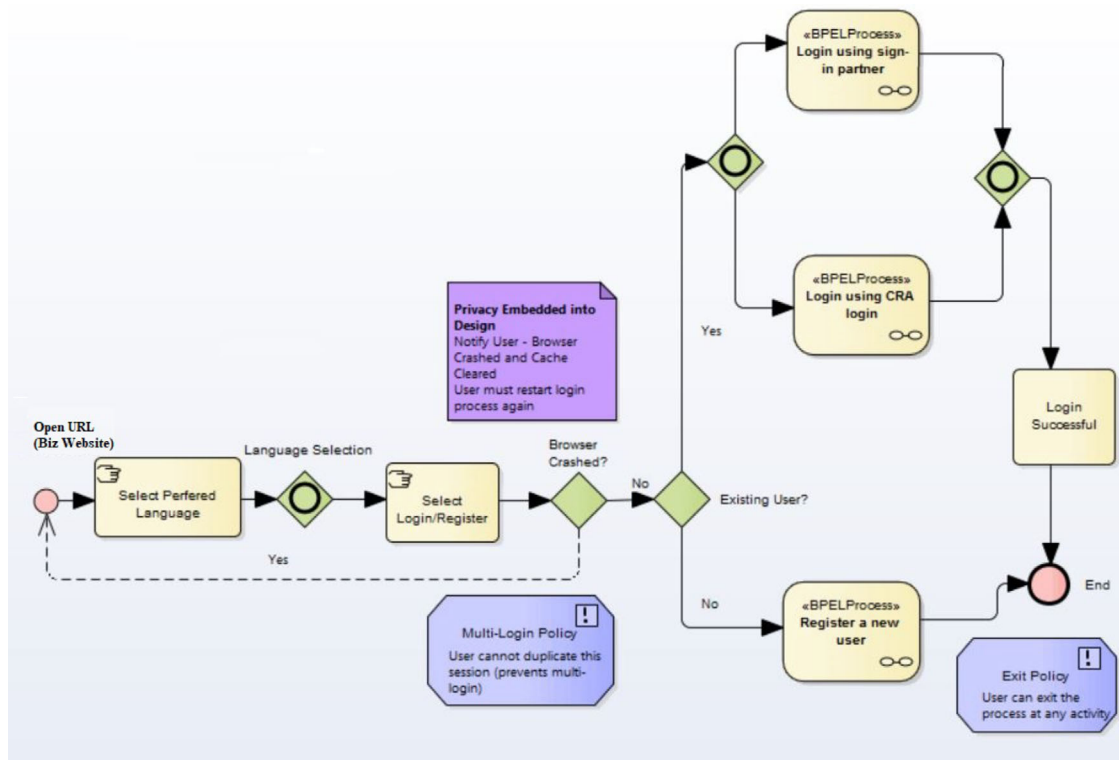 «BPELProcess»
Login using sign-
in partner
«BPELProcess»
Login using CRA
login
Yes
Privacy Embedded into
Design
Notify User - Browser
Crashed and Cache
Cleared
User must restart login
process again
Login
Successful
Open URL
(Biz Website)
Language Selection
Browser
Crashed?
Select Perfered
Language
Select
Login/Register
No
Existing User?
Yes
No
«BPELProcess»
Register a new
user
End
Multi-Login Policy
User cannot duplicate this
session (prevents multi-
login)
Exit Policy
User can exit the
process at any activity